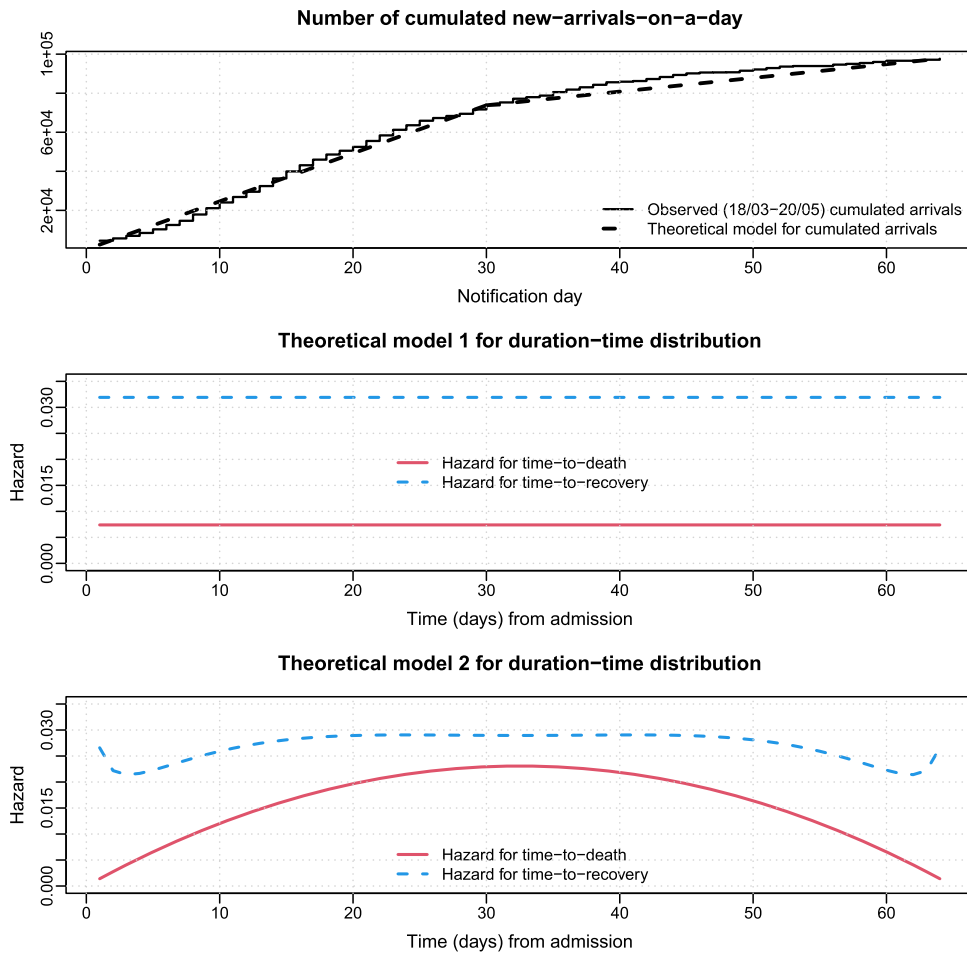 Number of cumulated new−arrivals−on−a−day
1e+05
6e+04
2e+04
Observed (18/03−20/05) cumulated arrivals
Theoretical model for cumulated arrivals
0 10 20 30 40 50 60
Notification day
Theoretical model 1 for duration−time distribution
Hazard
0.030
0.015
0.000
Hazard for time−to−death
Hazard for time−to−recovery
0 10 20 30 40 50 60
Time (days) from admission
Theoretical model 2 for duration−time distribution
Hazard
0.030
0.015
0.000
Hazard for time−to−death
Hazard for time−to−recovery
0 10 20 30 40 50 60
Time (days) from admission